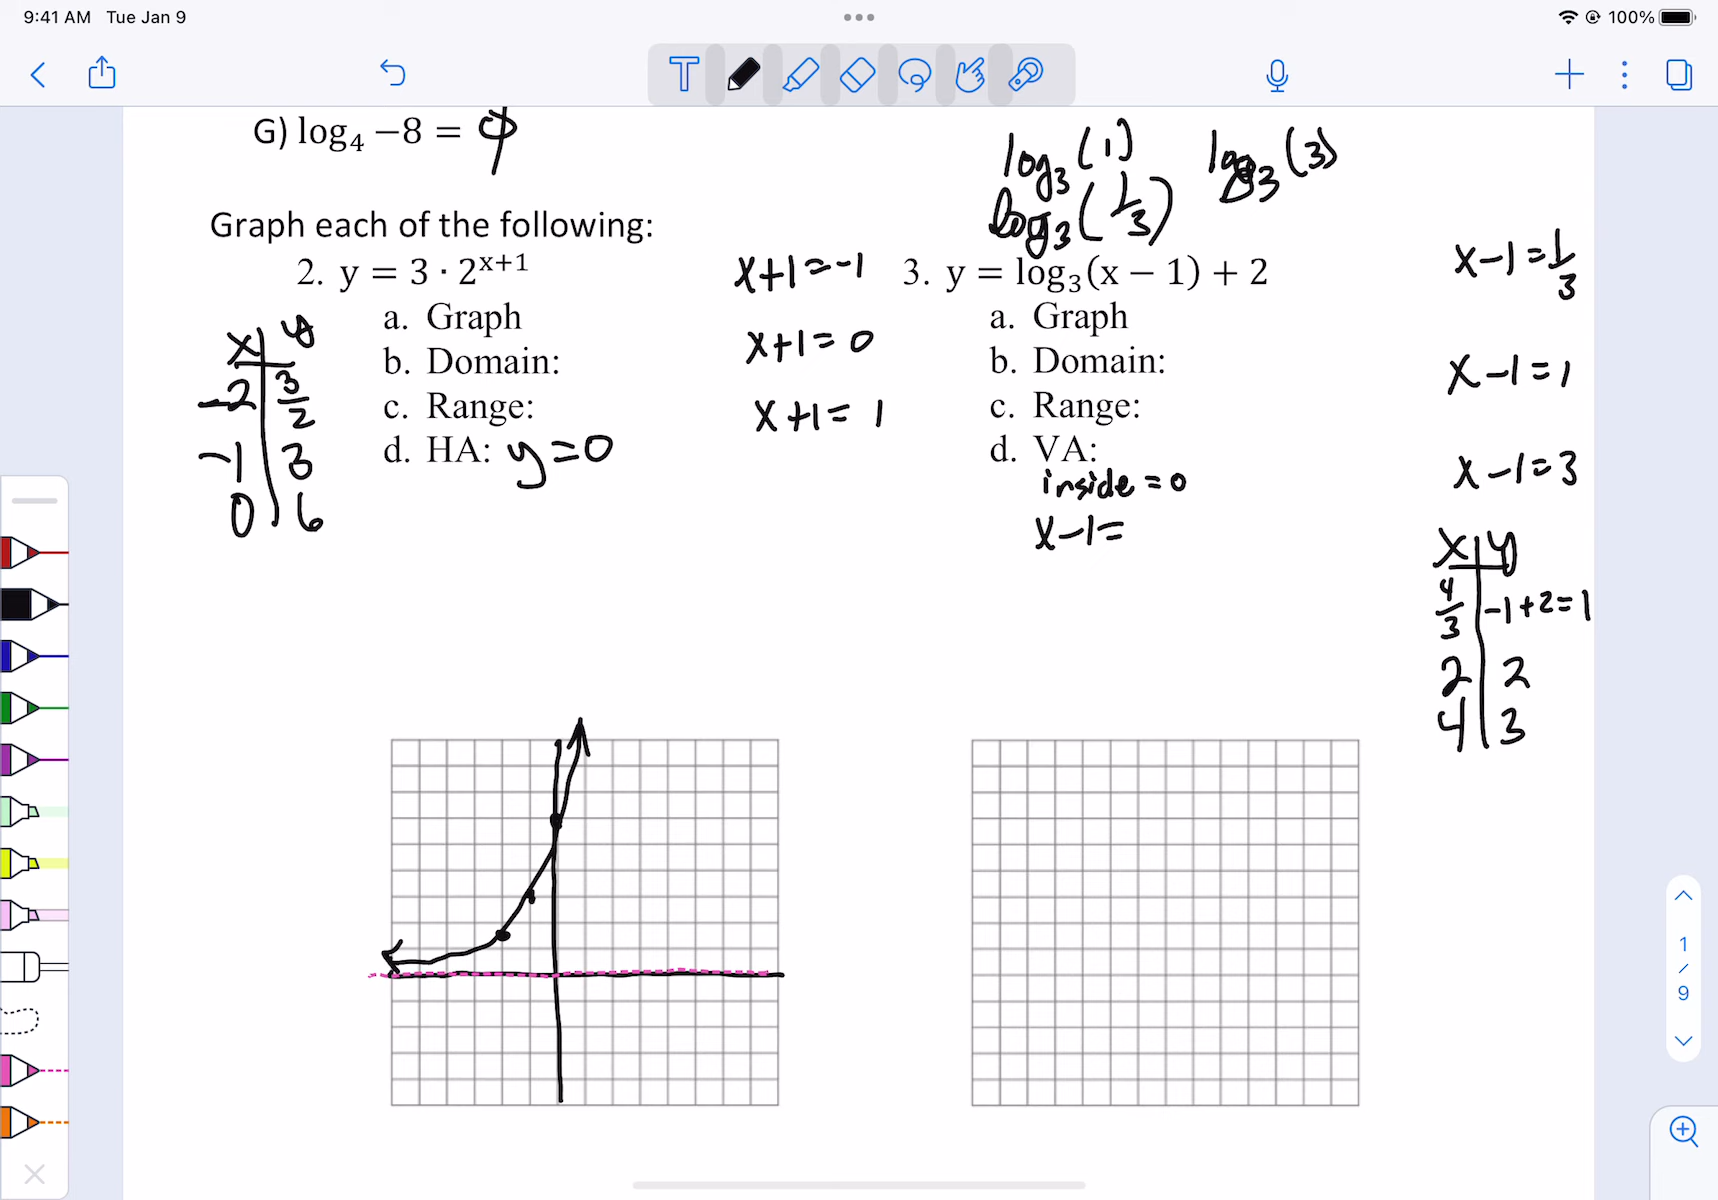 9:41 AM Tue Jan 9
100%
G) log₄ −8 = ϕ
log₃(1) log₃(3)
log₃(1/3)
Graph each of the following:
2. y = 3 · 2^(x+1)
a. Graph
b. Domain:
c. Range:
d. HA: y=0
x | y
-2 | 3/2
-1 | 3
0 | 6
x+1=-1
x+1=0
x+1=1
3. y = log₃(x − 1) + 2
a. Graph
b. Domain:
c. Range:
d. VA:
inside=0
x-1=
x-1=1/3
x-1=1
x-1=3
x | y
4/3 | -1+2=1
2 | 2
4 | 3
1
/
9